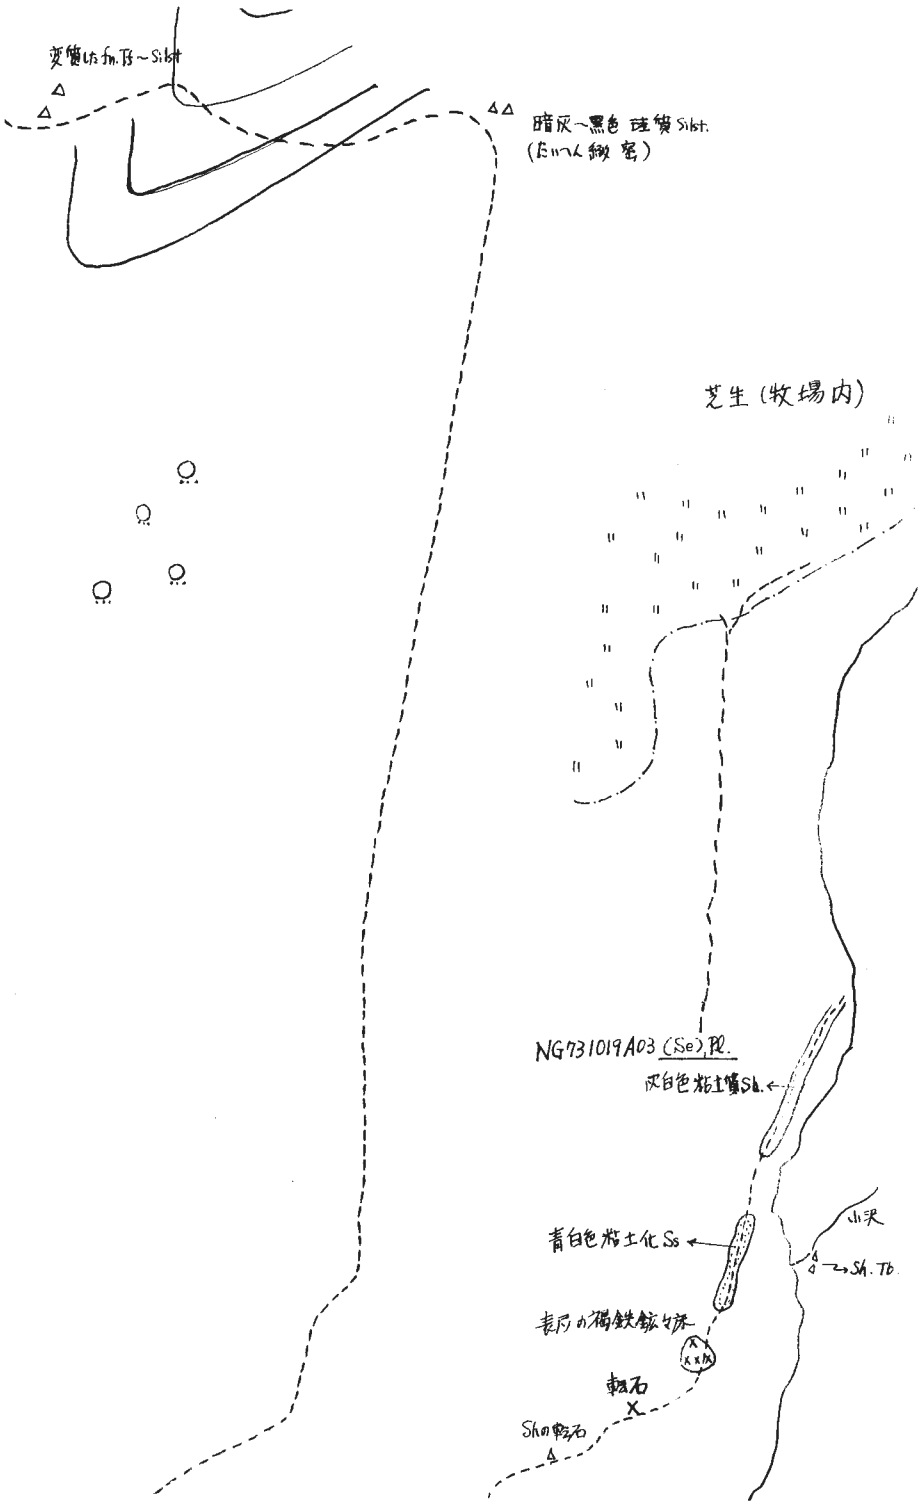 変質したfn.Tf～Silst
暗灰～黒色 珪質Silst.
(たいへん緻密)
芝生(牧場内)
NG731019A03 (Se), Pl.
灰白色粘土質Sh.
小沢
青白色粘土化Ss
Sh. Tb.
の褐鉄鉱々床
転石
Shの転石